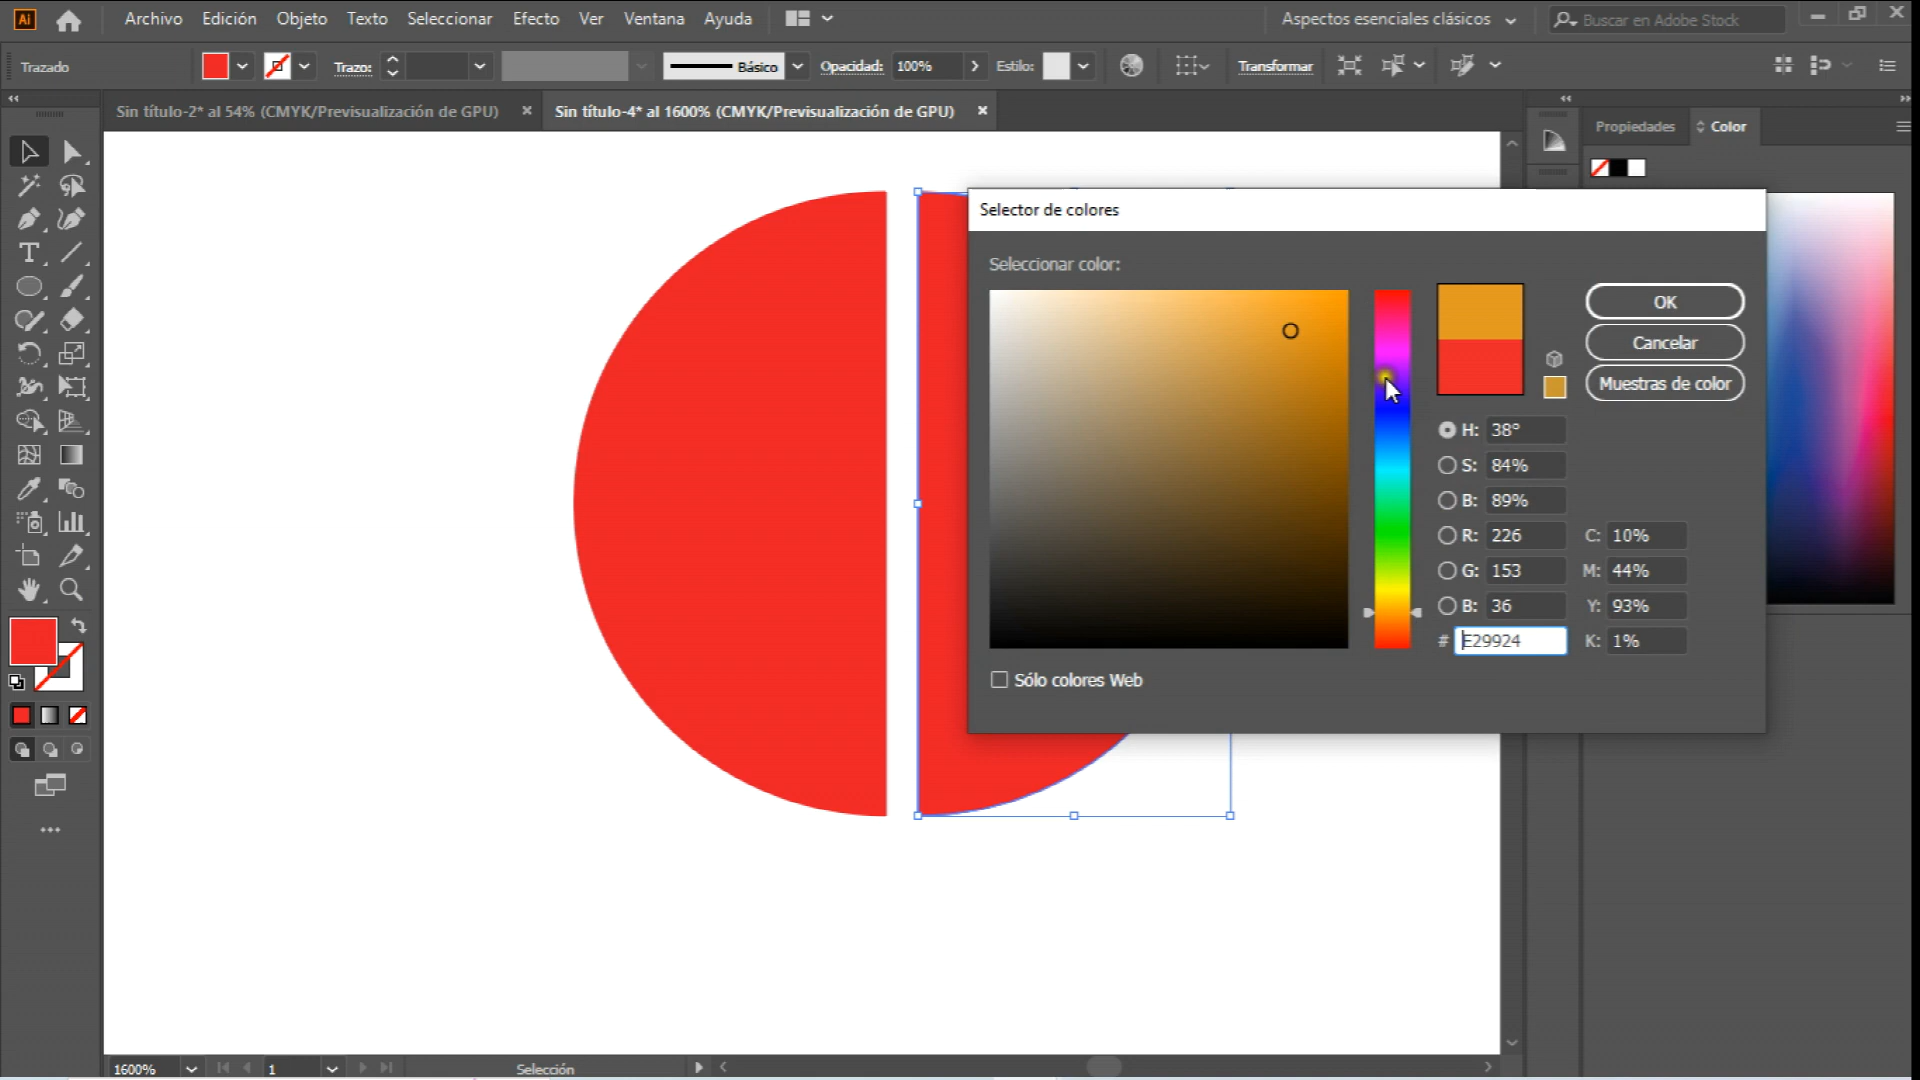 Ai Archivo Edición Objeto Texto Seleccionar Efecto Ver Ventana Ayuda Aspectos esenciales clásicos Buscar en Adobe Stock
Trazado Trazo: Básico Opacidad: 100% Estilo: Transformar
Sin título-2* al 54% (CMYK/Previsualización de GPU) × Sin título-4* al 1600% (CMYK/Previsualización de GPU) ×
Propiedades Color
Selector de colores
Seleccionar color:
OK
Cancelar
Muestras de color
H: 38°
S: 84%
B: 89%
R: 226 C: 10%
G: 153 M: 44%
B: 36 Y: 93%
# E29924 K: 1%
Sólo colores Web
1600% 1 Selección